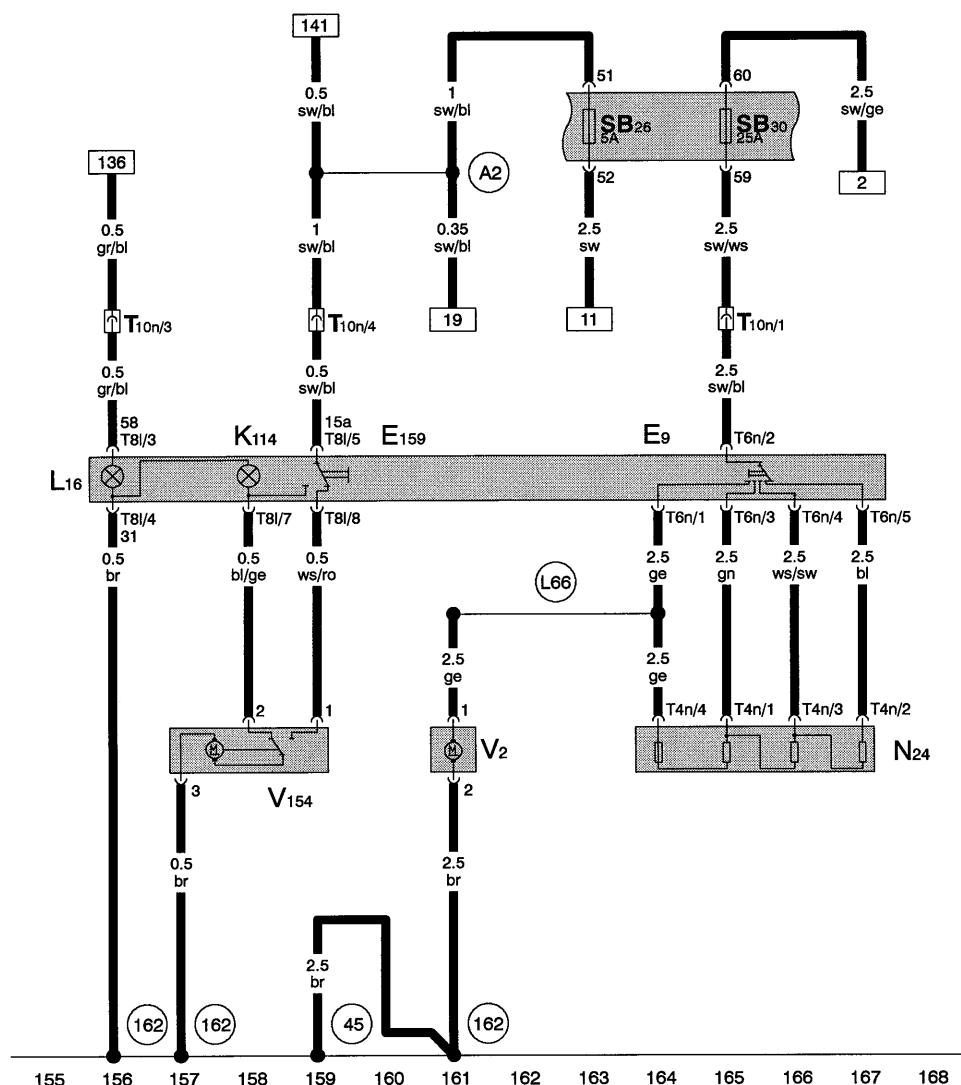 141
0.5
sw/bl
1
sw/bl
51
60
2.5
sw/ge
SB26
5A
SB30
25A
136
A2
52
59
2
0.5
gr/bl
1
sw/bl
0.35
sw/bl
2.5
sw
2.5
sw/ws
T10n/3
T10n/4
19
11
T10n/1
0.5
gr/bl
0.5
sw/bl
2.5
sw/bl
58
T8l/3
K114
15a
T8l/5
E159
E9
T6n/2
L16
T8l/4
31
T8l/7
T8l/8
T6n/1
T6n/3
T6n/4
T6n/5
0.5
br
0.5
bl/ge
0.5
ws/ro
2.5
ge
2.5
gn
2.5
ws/sw
2.5
bl
L66
2.5
ge
2.5
ge
2
1
1
T4n/4
T4n/1
T4n/3
T4n/2
M
M
V2
N24
3
V154
2
0.5
br
2.5
br
2.5
br
162
162
45
162
155 156 157 158 159 160 161 162 163 164 165 166 167 168